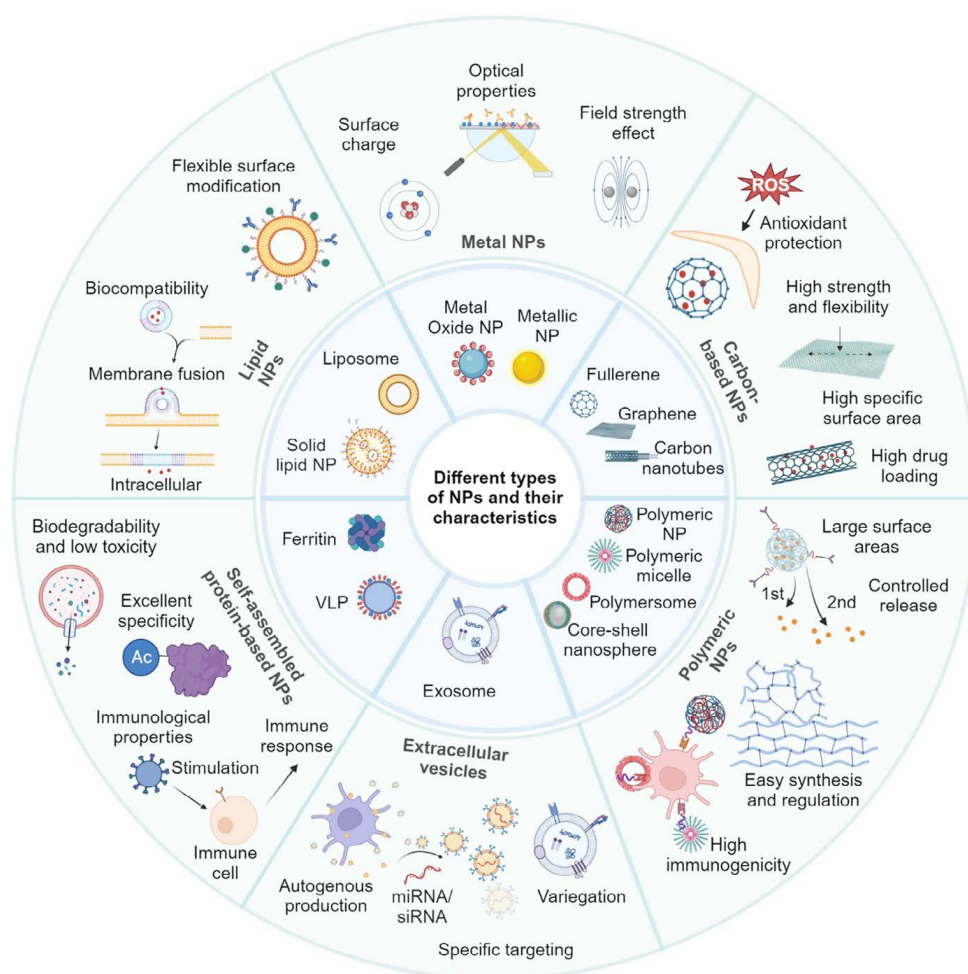 Optical
properties
Surface
charge
Field strength
effect
Metal NPs
ROS
Antioxidant
protection
High strength
and flexibility
High specific
surface area
High drug
loading
Carbon-
based NPs
Large surface
areas
1st
2nd
Controlled
release
Easy synthesis
and regulation
High
immunogenicity
Polymeric
NPs
Extracellular
vesicles
Autogenous
production
miRNA/
siRNA
Variegation
Specific targeting
Biodegradability
and low toxicity
Excellent
specificity
Ac
Immunological
properties
Stimulation
Immune
response
Immune
cell
Self-assembled
protein-based NPs
Flexible surface
modification
Biocompatibility
Membrane fusion
Intracellular
Lipid
NPs
Metal
Oxide NP
Metallic
NP
Fullerene
Graphene
Carbon
nanotubes
Polymeric
NP
Polymeric
micelle
Polymersome
Core-shell
nanosphere
Exosome
VLP
Ferritin
Solid
lipid NP
Liposome
Different types
of NPs and their
characteristics